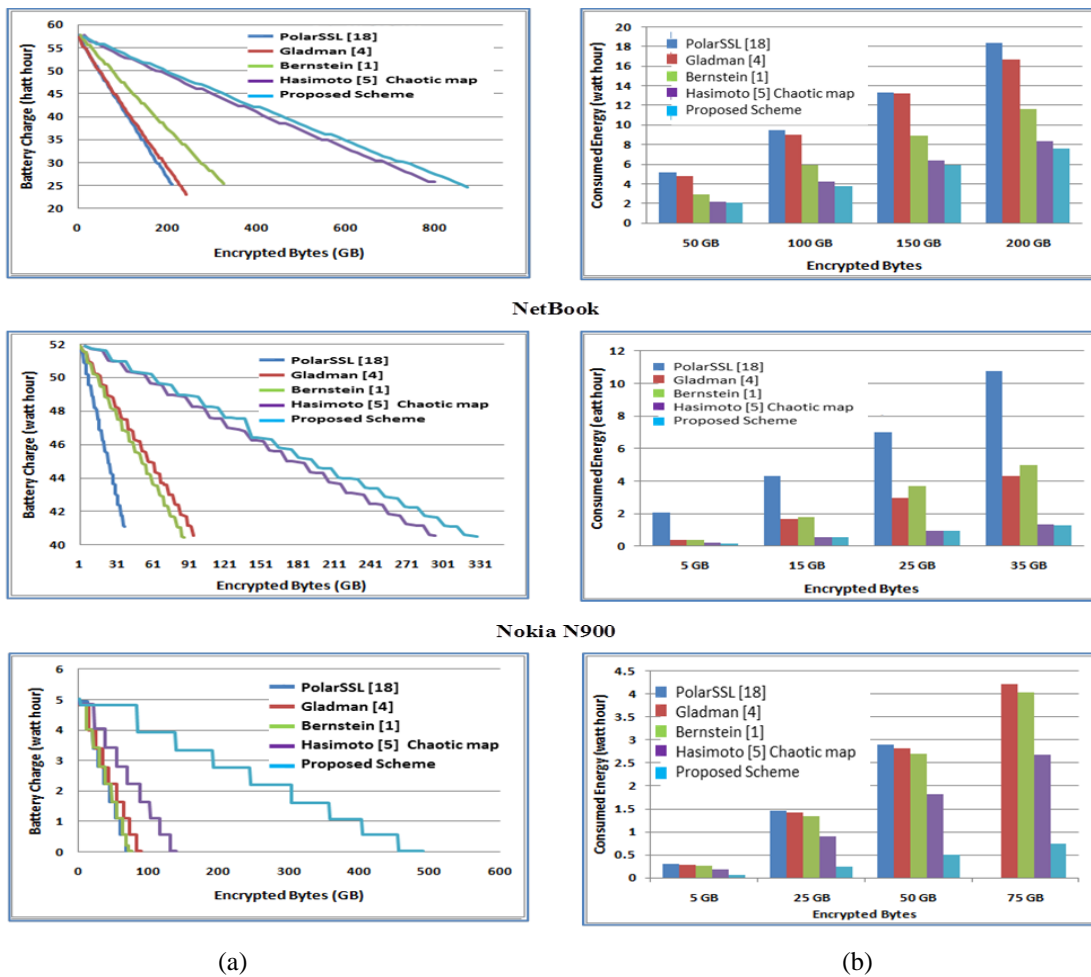 60
55
50
45
40
35
30
25
20
Battery Charge (hatt hour)
PolarSSL [18]
Gladman [4]
Bernstein [1]
Hasimoto [5] Chaotic map
Proposed Scheme
0 200 400 600 800
Encrypted Bytes (GB)
20
18
16
14
12
10
8
6
4
2
0
Consumed Energy (watt hour)
PolarSSL [18]
Gladman [4]
Bernstein [1]
Hasimoto [5] Chaotic map
Proposed Scheme
50 GB 100 GB 150 GB 200 GB
Encrypted Bytes
NetBook
52
50
48
46
44
42
40
Battery Charge (watt hour)
PolarSSL [18]
Gladman [4]
Bernstein [1]
Hasimoto [5] Chaotic map
Proposed Scheme
1 31 61 91 121 151 181 211 241 271 301 331
Encrypted Bytes (GB)
12
10
8
6
4
2
0
Consumed Energy (eatt hour)
PolarSSL [18]
Gladman [4]
Bernstein [1]
Hasimoto [5] Chaotic map
Proposed Scheme
5 GB 15 GB 25 GB 35 GB
Encrypted Bytes
Nokia N900
6
5
4
3
2
1
0
Battery Charge (watt hour)
PolarSSL [18]
Gladman [4]
Bernstein [1]
Hasimoto [5] Chaotic map
Proposed Scheme
0 100 200 300 400 500 600
Encrypted Bytes (GB)
4.5
4
3.5
3
2.5
2
1.5
1
0.5
0
Consumed Energy (watt hour)
PolarSSL [18]
Gladman [4]
Bernstein [1]
Hasimoto [5] Chaotic map
Proposed Scheme
5 GB 25 GB 50 GB 75 GB
Encrypted Bytes
(a) (b)